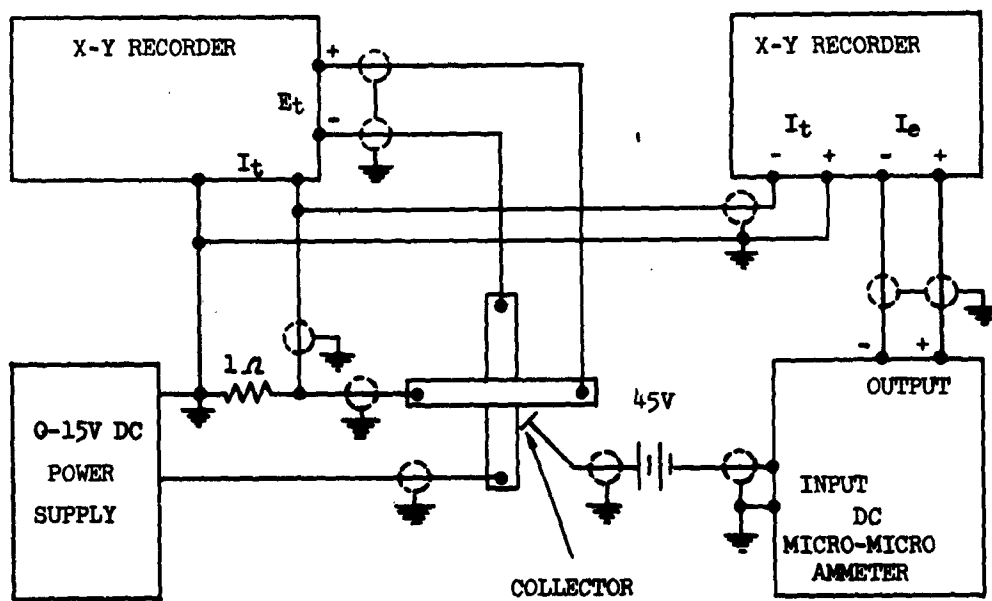 X-Y RECORDER
+
Et
-
It
X-Y RECORDER
It
Ie
- + - +
1Ω
0-15V DC
POWER
SUPPLY
45V
- +
OUTPUT
INPUT
DC
MICRO-MICRO
AMMETER
COLLECTOR